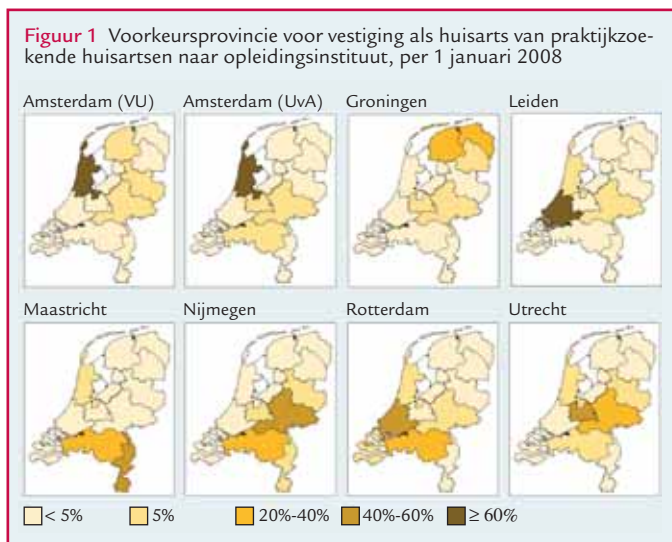 Figuur 1 Voorkeursprovincie voor vestiging als huisarts van praktijkzoe-
kende huisartsen naar opleidingsinstituut, per 1 januari 2008
Amsterdam (VU) Amsterdam (UvA) Groningen Leiden
Maastricht Nijmegen Rotterdam Utrecht
< 5% 5% 20%-40% 40%-60% ≥ 60%